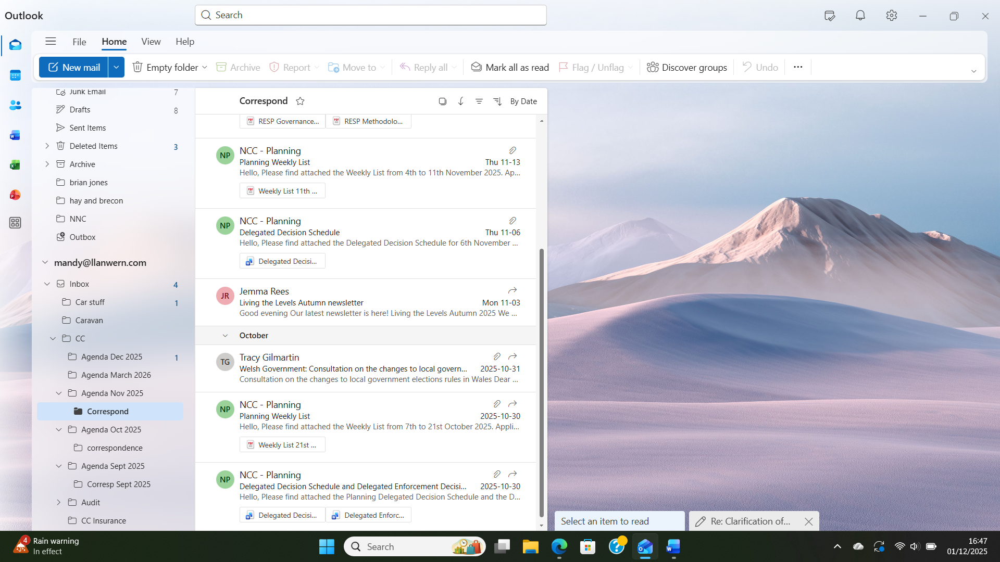 Outlook
Search
File Home View Help
New mail Empty folder Archive Report Move to Reply all Mark all as read Flag / Unflag Discover groups Undo ...
Junk Email 7
Drafts 8
Sent Items
Deleted Items 3
Archive
brian jones
hay and brecon
NNC
Outbox
mandy@llanwern.com
Inbox 4
Car stuff 1
Caravan
CC
Agenda Dec 2025 1
Agenda March 2026
Agenda Nov 2025
Correspond
Agenda Oct 2025
correspondence
Agenda Sept 2025
Corresp Sept 2025
Audit
CC Insurance
Correspond By Date
RESP Governance... RESP Methodolo...
NP NCC - Planning
Planning Weekly List Thu 11-13
Hello, Please find attached the Weekly List from 4th to 11th November 2025. Ap...
Weekly List 11th ...
NP NCC - Planning
Delegated Decision Schedule Thu 11-06
Hello, Please find attached the Delegated Decision Schedule for 6th November ...
Delegated Decisi...
JR Jemma Rees
Living the Levels Autumn newsletter Mon 11-03
Good evening Our latest newsletter is here! Living the Levels Autumn 2025 We ...
October
TG Tracy Gilmartin
Welsh Government: Consultation on the changes to local govern... 2025-10-31
Consultation on the changes to local government elections rules in Wales Dear ...
NP NCC - Planning
Planning Weekly List 2025-10-30
Hello, Please find attached the Weekly List from 7th to 21st October 2025. Appli...
Weekly List 21st ...
NP NCC - Planning
Delegated Decision Schedule and Delegated Enforcement Decisi... 2025-10-30
Hello, Please find attached the Planning Delegated Decision Schedule and the D...
Delegated Decisi... Delegated Enforc...
Select an item to read Re: Clarification of...
4 Rain warning
In effect
Search
16:47
01/12/2025